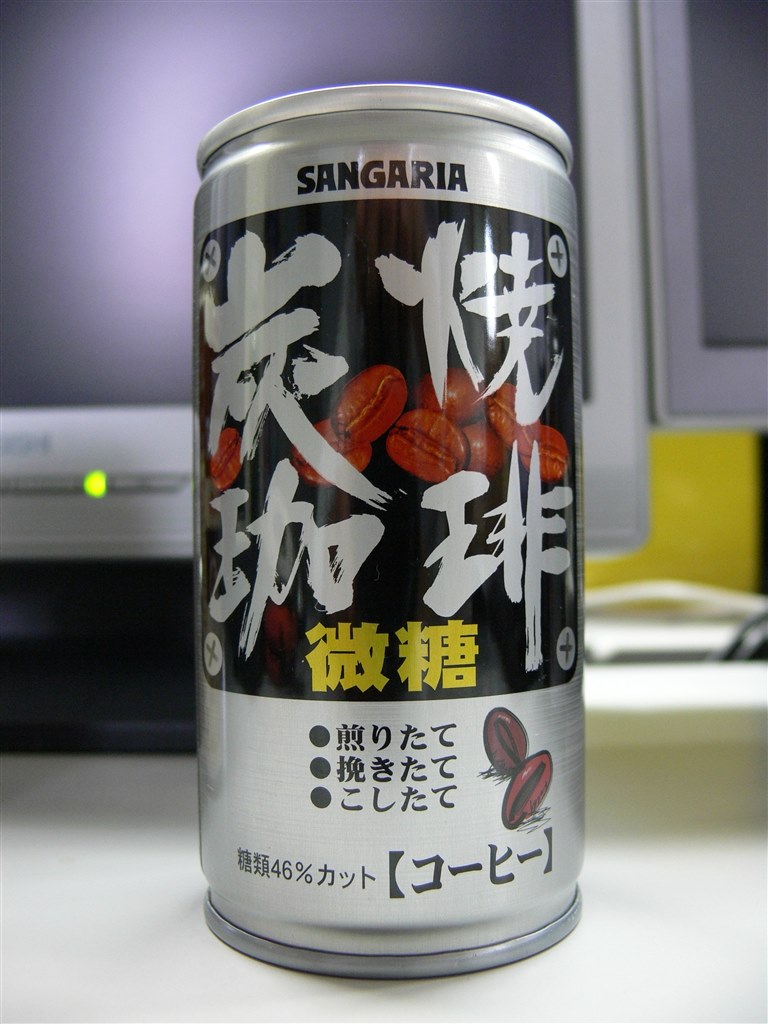 SANGARIA
炭焼
珈琲
微糖
●煎りたて
●挽きたて
●こしたて
糖類46%カット【コーヒー】